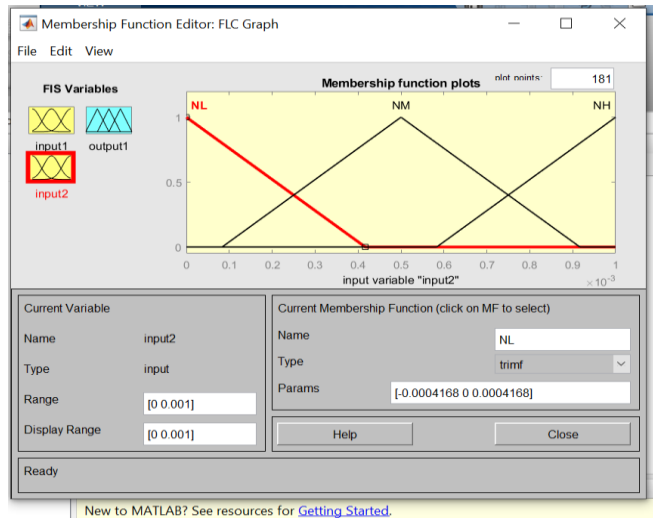 Membership Function Editor: FLC Graph
File Edit View
FIS Variables
Membership function plots
plot points:
181
input1
output1
input2
NL
NM
NH
1
0.5
0
0 0.1 0.2 0.3 0.4 0.5 0.6 0.7 0.8 0.9 1
input variable "input2"
×10-3
Current Variable
Name input2
Type input
Range [0 0.001]
Display Range [0 0.001]
Current Membership Function (click on MF to select)
Name NL
Type trimf
Params [-0.0004168 0 0.0004168]
Help
Close
Ready
New to MATLAB? See resources for Getting Started.